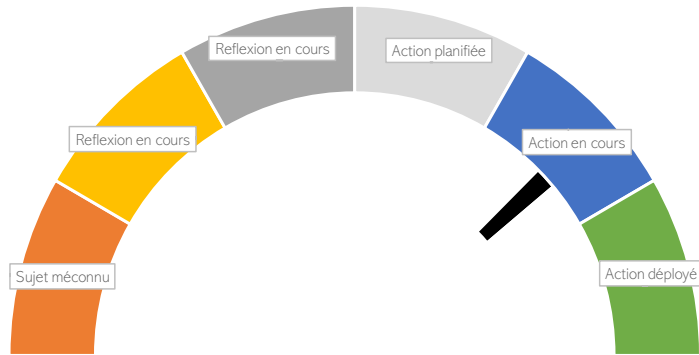 Sujet méconnu
Reflexion en cours
Reflexion en cours
Action planifiée
Action en cours
Action déployé